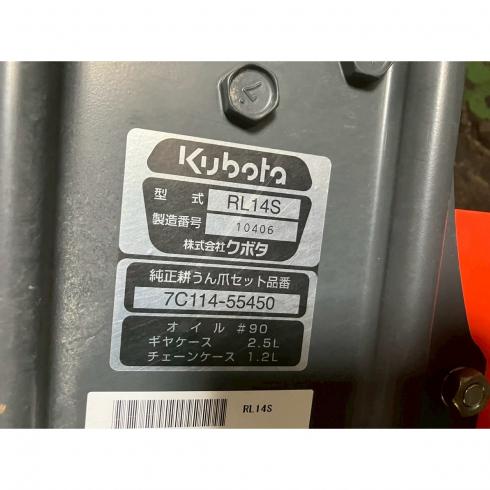 Kubota
型式 RL14S
製造番号 10406
株式会社クボタ
純正耕うん爪セット品番
7C114-55450
オイル #90
ギヤケース 2.5L
チェーンケース 1.2L
RL14S